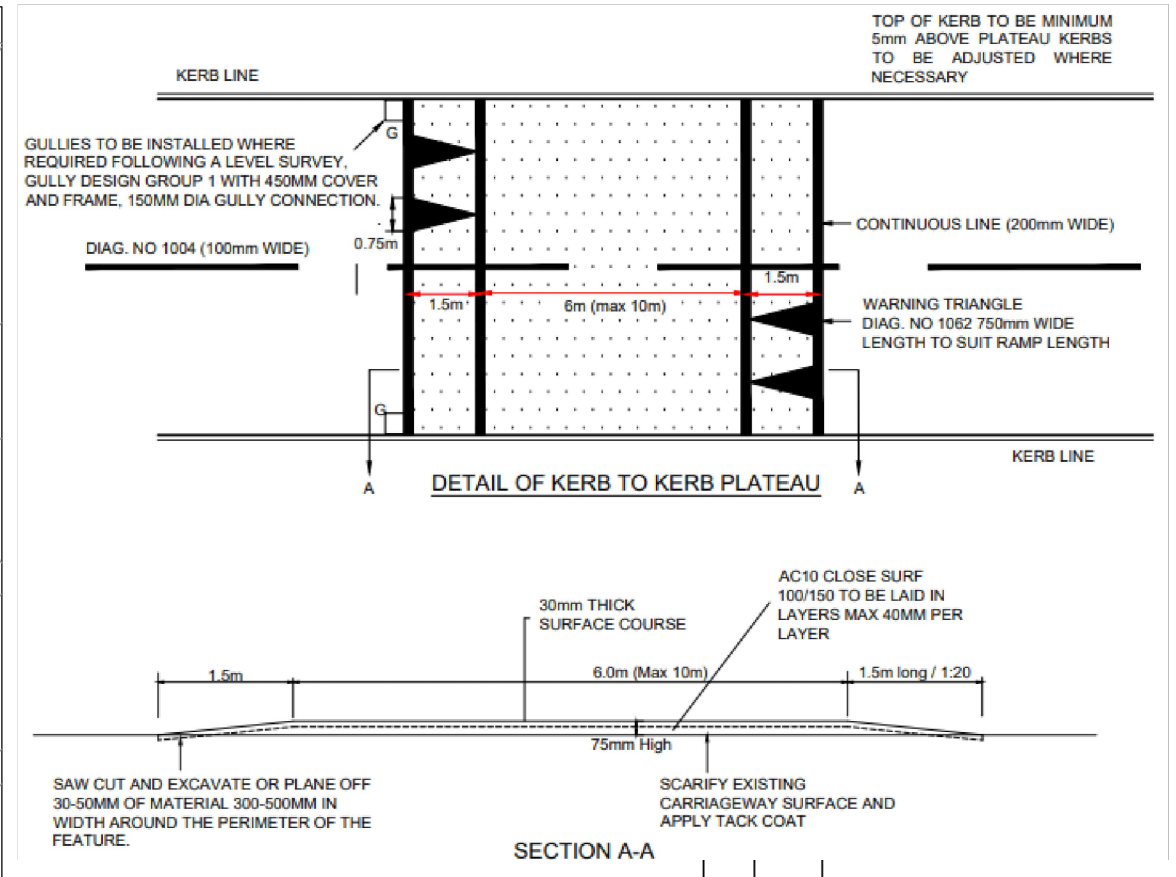 TOP OF KERB TO BE MINIMUM
5mm ABOVE PLATEAU KERBS
TO BE ADJUSTED WHERE
NECESSARY
KERB LINE
GULLIES TO BE INSTALLED WHERE
REQUIRED FOLLOWING A LEVEL SURVEY,
GULLY DESIGN GROUP 1 WITH 450MM COVER
AND FRAME, 150MM DIA GULLY CONNECTION.
G
0.75m
CONTINUOUS LINE (200mm WIDE)
DIAG. NO 1004 (100mm WIDE)
1.5m
6m (max 10m)
1.5m
WARNING TRIANGLE
DIAG. NO 1062 750mm WIDE
LENGTH TO SUIT RAMP LENGTH
G
KERB LINE
A
A
DETAIL OF KERB TO KERB PLATEAU
30mm THICK
SURFACE COURSE
AC10 CLOSE SURF
100/150 TO BE LAID IN
LAYERS MAX 40MM PER
LAYER
1.5m
6.0m (Max 10m)
1.5m long / 1:20
75mm High
SAW CUT AND EXCAVATE OR PLANE OFF
30-50MM OF MATERIAL 300-500MM IN
WIDTH AROUND THE PERIMETER OF THE
FEATURE.
SCARIFY EXISTING
CARRIAGEWAY SURFACE AND
APPLY TACK COAT
SECTION A-A